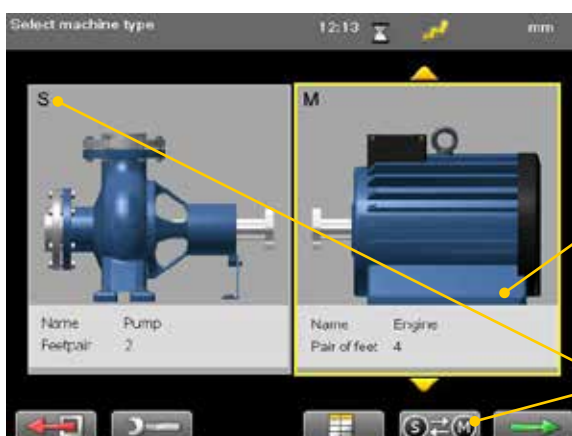 Select machine type 12:13 mm
S
M
Name Pump
Feetpair 2
Name Engine
Pair of feet 4
S M